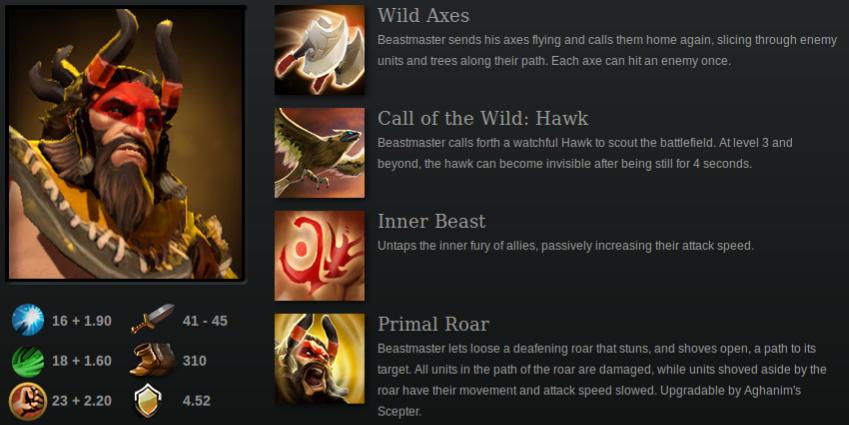 Wild Axes
Beastmaster sends his axes flying and calls them home again, slicing through enemy
units and trees along their path. Each axe can hit an enemy once.
Call of the Wild: Hawk
Beastmaster calls forth a watchful Hawk to scout the battlefield. At level 3 and
beyond, the hawk can become invisible after being still for 4 seconds.
Inner Beast
Untaps the inner fury of allies, passively increasing their attack speed.
Primal Roar
Beastmaster lets loose a deafening roar that stuns, and shoves open, a path to its
target. All units in the path of the roar are damaged, while units shoved aside by the
roar have their movement and attack speed slowed. Upgradable by Aghanim's
Scepter.
16 + 1.90 41 - 45
18 + 1.60 310
23 + 2.20 4.52